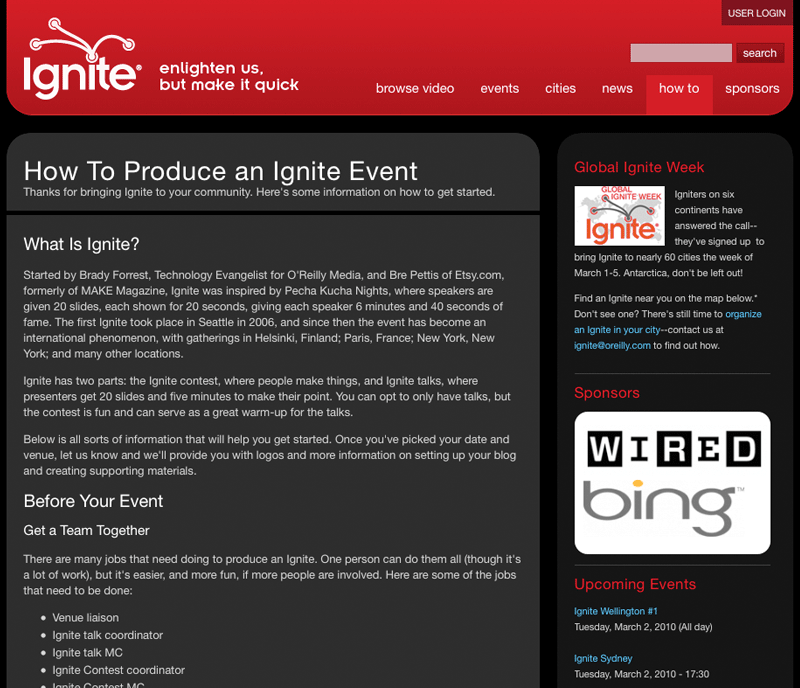 USER LOGIN
search
Ignite®
enlighten us,
but make it quick
browse video
events
cities
news
how to
sponsors
How To Produce an Ignite Event
Thanks for bringing Ignite to your community. Here's some information on how to get started.
What Is Ignite?
Started by Brady Forrest, Technology Evangelist for O'Reilly Media, and Bre Pettis of Etsy.com,
formerly of MAKE Magazine, Ignite was inspired by Pecha Kucha Nights, where speakers are
given 20 slides, each shown for 20 seconds, giving each speaker 6 minutes and 40 seconds of
fame. The first Ignite took place in Seattle in 2006, and since then the event has become an
international phenomenon, with gatherings in Helsinki, Finland; Paris, France; New York, New
York; and many other locations.
Ignite has two parts: the Ignite contest, where people make things, and Ignite talks, where
presenters get 20 slides and five minutes to make their point. You can opt to only have talks, but
the contest is fun and can serve as a great warm-up for the talks.
Below is all sorts of information that will help you get started. Once you've picked your date and
venue, let us know and we'll provide you with logos and more information on setting up your blog
and creating supporting materials.
Before Your Event
Get a Team Together
There are many jobs that need doing to produce an Ignite. One person can do them all (though it's
a lot of work), but it's easier, and more fun, if more people are involved. Here are some of the jobs
that need to be done:
Venue liaison
Ignite talk coordinator
Ignite talk MC
Ignite Contest coordinator
Ignite Contest MC
Global Ignite Week
GLOBAL
IGNITE WEEK
Ignite
Igniters on six
continents have
answered the call--
they've signed up to
bring Ignite to nearly 60 cities the week of
March 1-5. Antarctica, don't be left out!
Find an Ignite near you on the map below.*
Don't see one? There's still time to organize
an Ignite in your city--contact us at
ignite@oreilly.com to find out how.
Sponsors
WIRED
bing™
Upcoming Events
Ignite Wellington #1
Tuesday, March 2, 2010 (All day)
Ignite Sydney
Tuesday, March 2, 2010 - 17:30